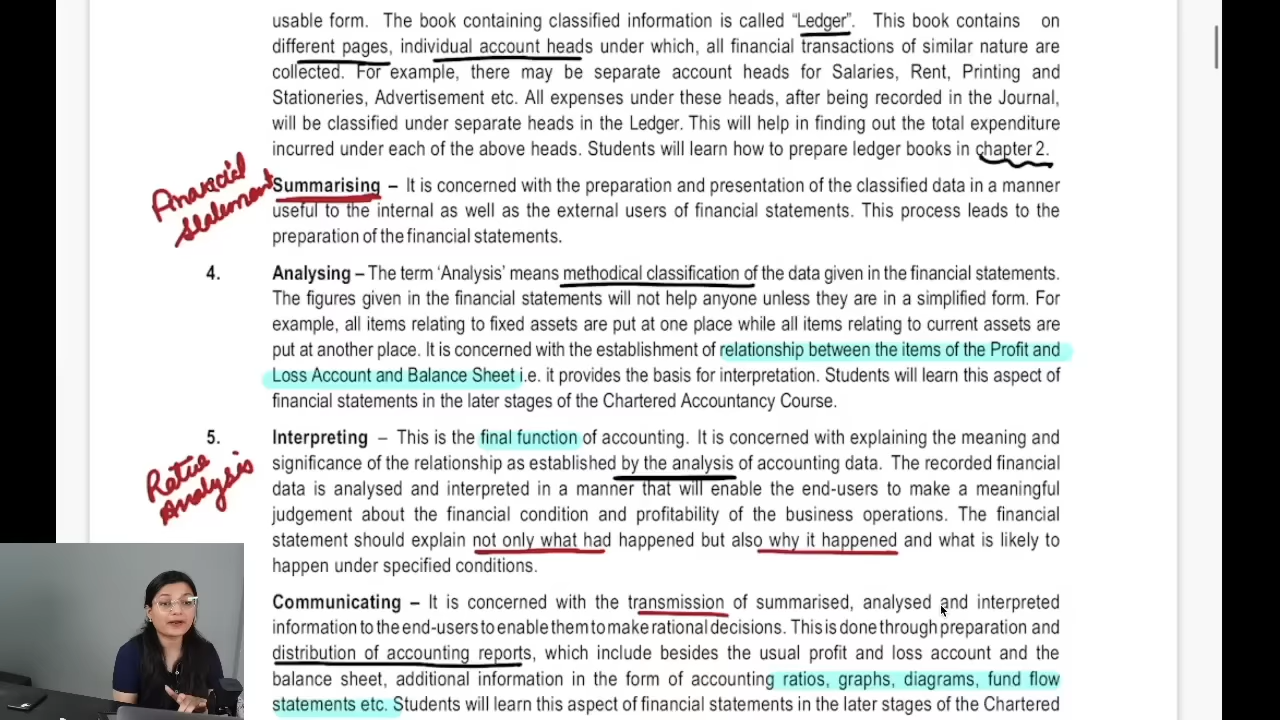 usable form. The book containing classified information is called “Ledger”. This book contains on
different pages, individual account heads under which, all financial transactions of similar nature are
collected. For example, there may be separate account heads for Salaries, Rent, Printing and
Stationeries, Advertisement etc. All expenses under these heads, after being recorded in the Journal,
will be classified under separate heads in the Ledger. This will help in finding out the total expenditure
incurred under each of the above heads. Students will learn how to prepare ledger books in chapter 2.
Financial
Statement
Summarising – It is concerned with the preparation and presentation of the classified data in a manner
useful to the internal as well as the external users of financial statements. This process leads to the
preparation of the financial statements.
4. Analysing – The term ‘Analysis’ means methodical classification of the data given in the financial statements.
The figures given in the financial statements will not help anyone unless they are in a simplified form. For
example, all items relating to fixed assets are put at one place while all items relating to current assets are
put at another place. It is concerned with the establishment of relationship between the items of the Profit and
Loss Account and Balance Sheet i.e. it provides the basis for interpretation. Students will learn this aspect of
financial statements in the later stages of the Chartered Accountancy Course.
5. Interpreting – This is the final function of accounting. It is concerned with explaining the meaning and
significance of the relationship as established by the analysis of accounting data. The recorded financial
Ratio
Analysis
data is analysed and interpreted in a manner that will enable the end-users to make a meaningful
judgement about the financial condition and profitability of the business operations. The financial
statement should explain not only what had happened but also why it happened and what is likely to
happen under specified conditions.
Communicating – It is concerned with the transmission of summarised, analysed and interpreted
information to the end-users to enable them to make rational decisions. This is done through preparation and
distribution of accounting reports, which include besides the usual profit and loss account and the
balance sheet, additional information in the form of accounting ratios, graphs, diagrams, fund flow
statements etc. Students will learn this aspect of financial statements in the later stages of the Chartered